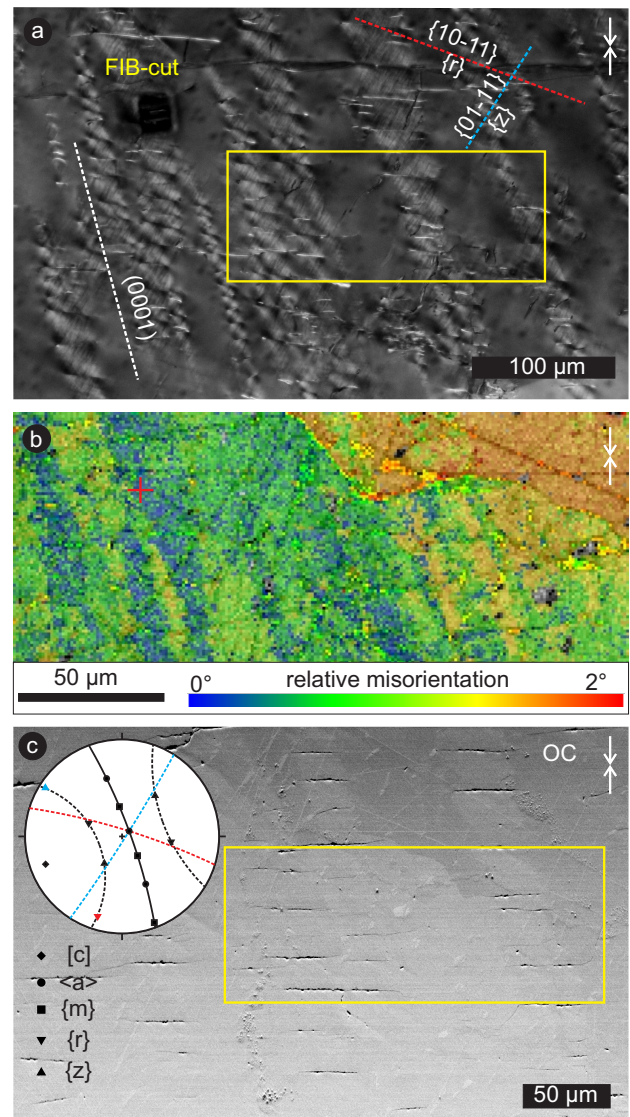 a
FIB-cut
{10-11}
{r}
{01-11}
{z}
(0001)
100 µm
b
50 µm
0° relative misorientation 2°
c
OC
[c]
<a>
{m}
{r}
{z}
50 µm